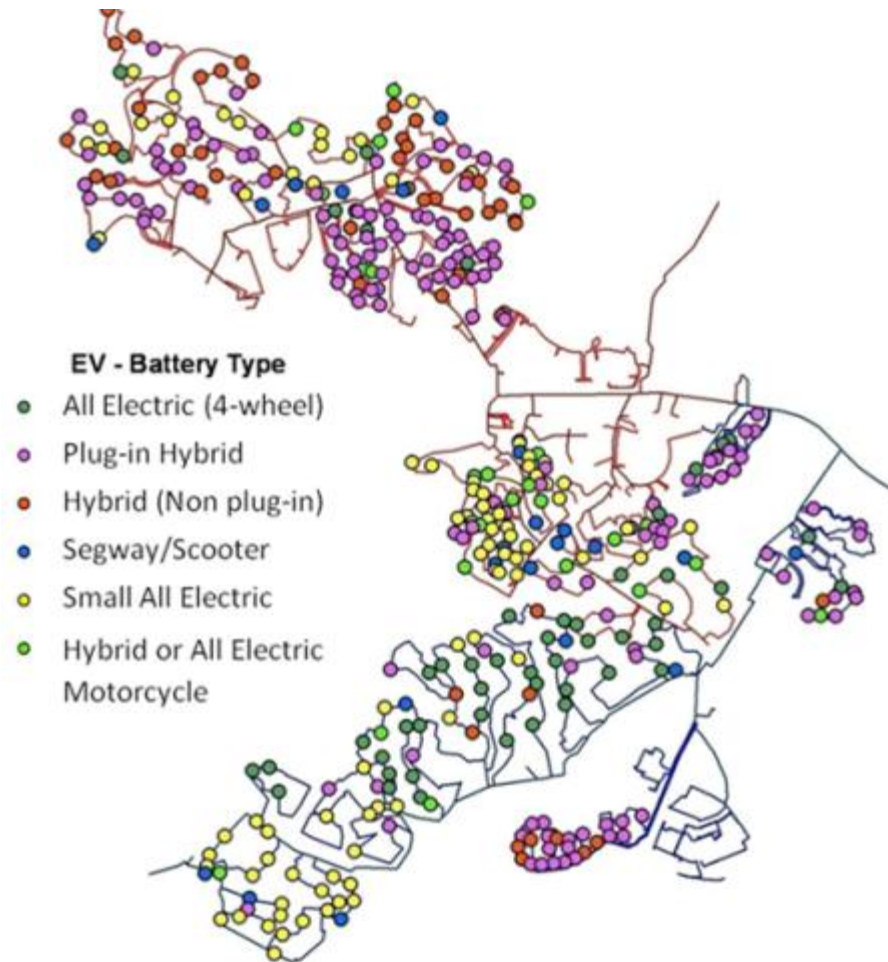 EV - Battery Type
All Electric (4-wheel)
Plug-in Hybrid
Hybrid (Non plug-in)
Segway/Scooter
Small All Electric
Hybrid or All Electric
Motorcycle